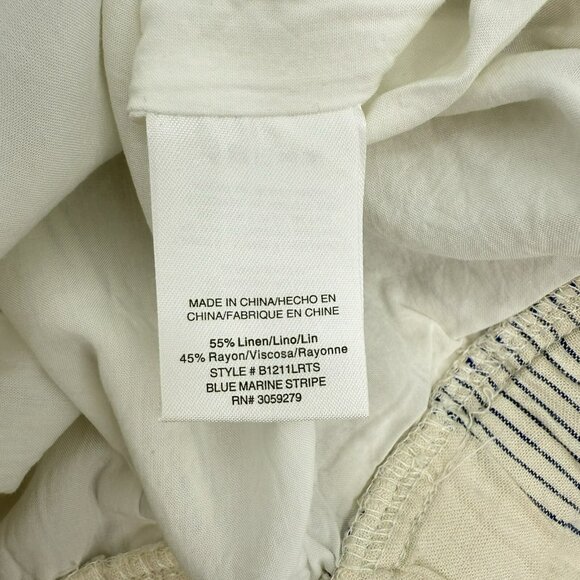 MADE IN CHINA/HECHO EN
CHINA/FABRIQUE EN CHINE
55% Linen/Lino/Lin
45% Rayon/Viscosa/Rayonne
STYLE # B1211LRTS
BLUE MARINE STRIPE
RN# 3059279